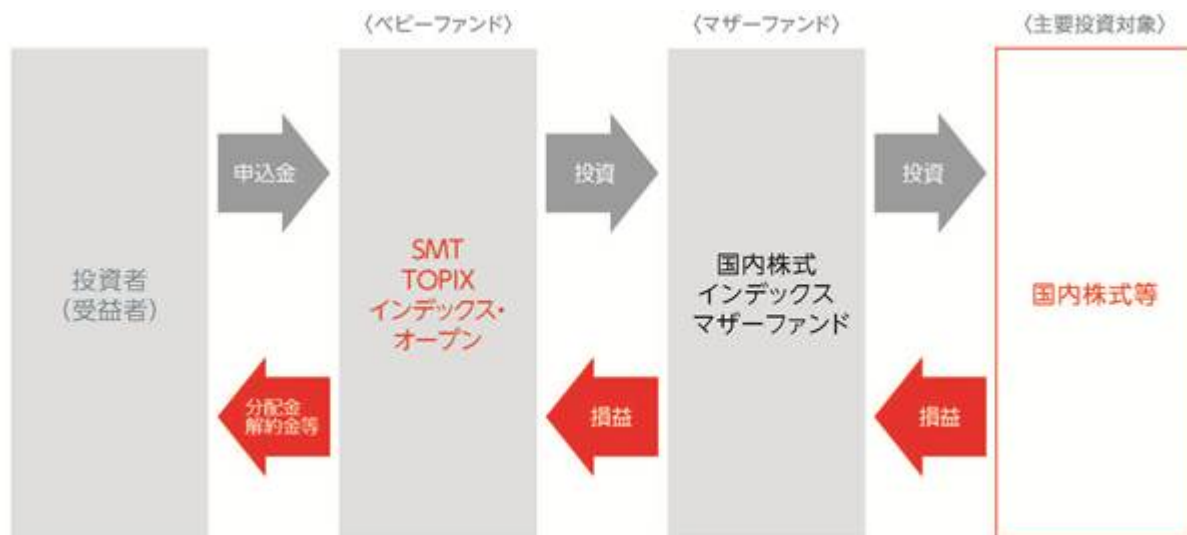 〈ベビーファンド〉
〈マザーファンド〉
〈主要投資対象〉
申込金
投資
投資
投資者
(受益者)
SMT
TOPIX
インデックス・
オープン
国内株式
インデックス
マザーファンド
国内株式等
分配金
解約金等
損益
損益